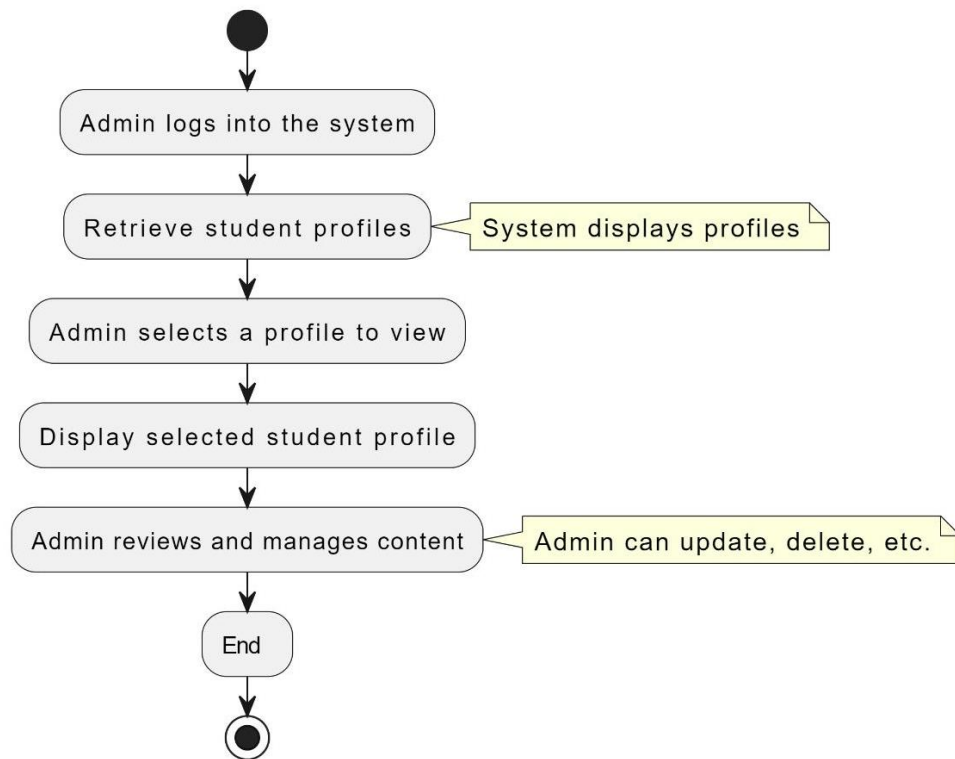 Admin logs into the system
Retrieve student profiles
System displays profiles
Admin selects a profile to view
Display selected student profile
Admin reviews and manages content
Admin can update, delete, etc.
End